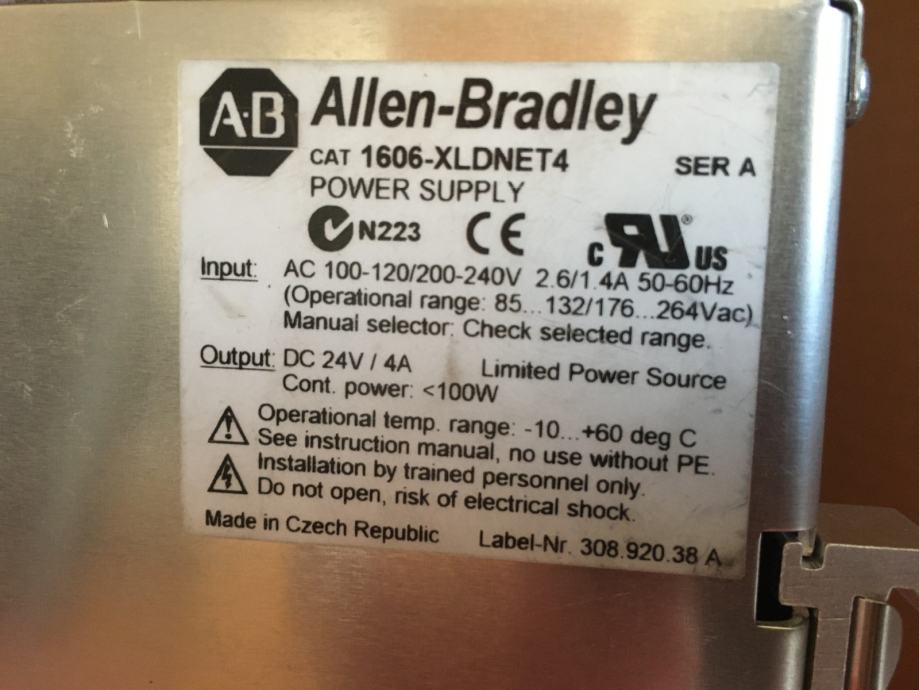 A·B Allen-Bradley
CAT 1606-XLDNET4 SER A
POWER SUPPLY
N223 CE c RU ® US
Input: AC 100-120/200-240V 2.6/1.4A 50-60Hz
(Operational range: 85...132/176...264Vac)
Manual selector: Check selected range.
Output: DC 24V / 4A Limited Power Source
Cont. power: <100W
Operational temp. range: -10...+60 deg C
See instruction manual, no use without PE.
Installation by trained personnel only.
Do not open, risk of electrical shock.
Made in Czech Republic Label-Nr. 308.920.38 A